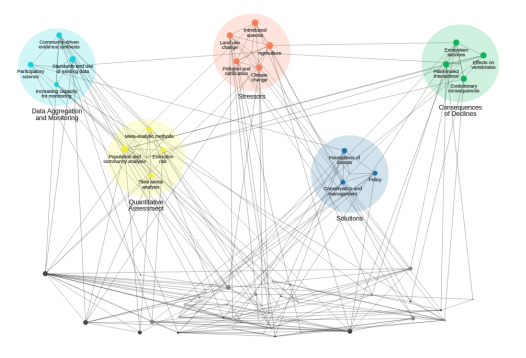 Community-driven
evidence synthesis
Participatory
science
Standards and use
of existing data
Increasing capacity
for monitoring
Data Aggregation
and Monitoring
Introduced
species
Land use
change
Agriculture
Pollution and
nitrification
Climate
change
Stressors
Ecosystem
services
Effects on
vertebrates
Plant-insect
interactions
Evolutionary
consequences
Consequences
of Declines
Meta-analytic methods
Population and
community analysis
Extinction
risk
Time series
analysis
Quantitative
Assessment
Perceptions of
insects
Policy
Conservation and
management
Solutions